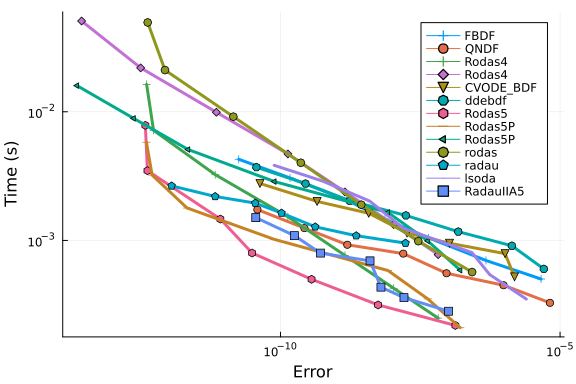 FBDF
QNDF
Rodas4
Rodas4
CVODE_BDF
ddebdf
Rodas5
Rodas5P
Rodas5P
rodas
radau
lsoda
RadauIIA5
Time (s)
10⁻²
10⁻³
10⁻¹⁰
10⁻⁵
Error